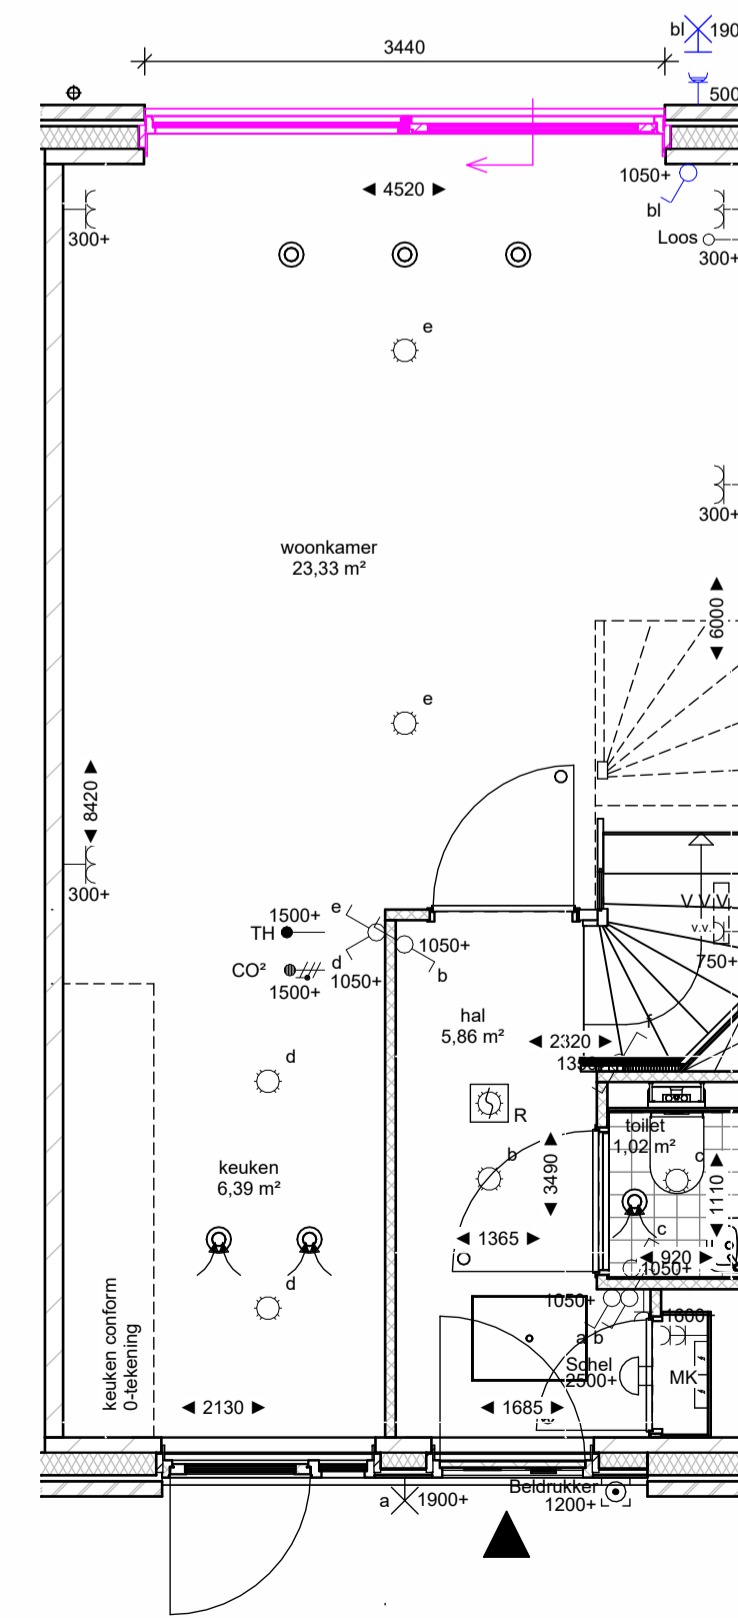 bl
190
3440
500
1050+
bl
4520
300+
Loos
300+
e
300+
woonkamer
23,33 m²
6000
e
8420
300+
V V V
v.v.
750+
1500+
e
TH
1050+
d
CO²
1500+
1050+
b
hal
5,86 m²
f
2320
d
R
toilet
1,02 m²
b
c
3490
1110
keuken
6,39 m²
1365
c
920
1050+
d
1050+
a b
keuken conform
0-tekening
Schel
2500+
MK
2130
1685
a
1900+
Beldrukker
1200+